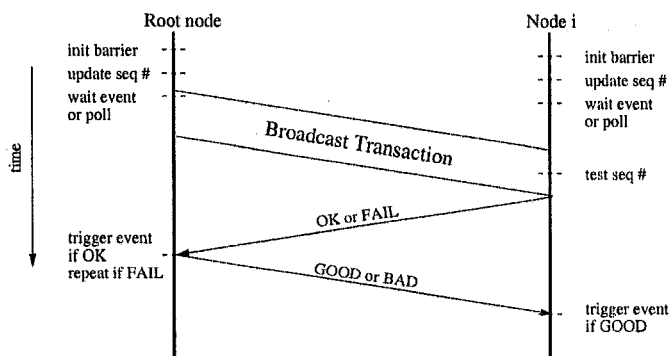 Root node
Node i
init barrier
update seq #
wait event
or poll
init barrier
update seq #
wait event
or poll
Broadcast Transaction
time
test seq #
OK or FAIL
trigger event
if OK
repeat if FAIL
GOOD or BAD
trigger event
if GOOD